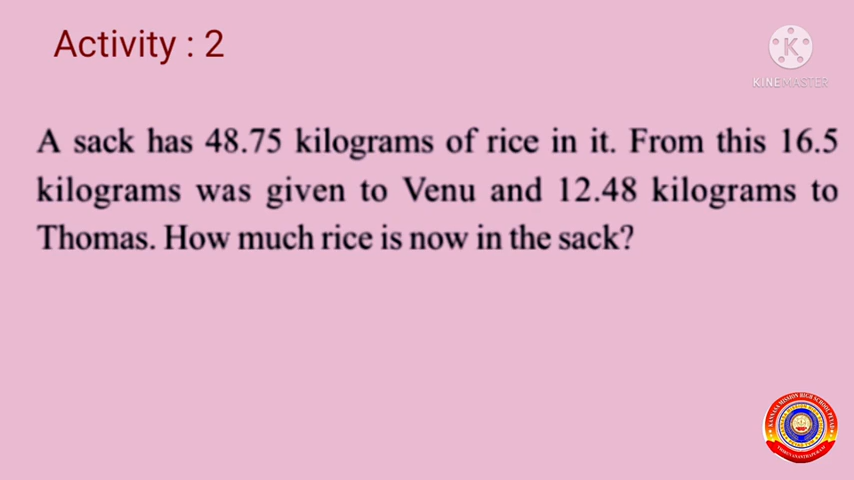 Activity : 2
KINEMASTER
A sack has 48.75 kilograms of rice in it. From this 16.5
kilograms was given to Venu and 12.48 kilograms to
Thomas. How much rice is now in the sack?